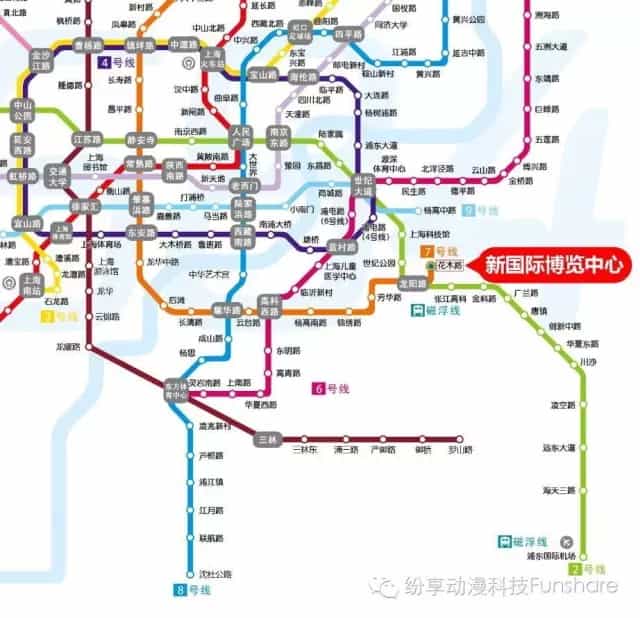 洲海路
真北路
枫桥路
岚皋路
中山北路
西藏北路
赤峰路
曲阳路
虹口
足球场
同济大学
黄兴公园
五洲大道
金沙
江路
曹杨路
镇坪路
中潭路
上海
火车站
中兴路
宝山路
东宝
兴路
海伦路
四平路
邮电新村
鞍山新村
江浦路
黄兴路
延吉中路
4号线
隆德路
长寿路
汉中路
曲阜路
四川北路
临平路
大连路
东靖路
中山
公园
昌平路
新闸路
天潼路
杨树浦路
巨峰路
延安
西路
江苏路
静安寺
南京西路
人民
广场
南京
东路
陆家嘴
浦东大道
五莲路
虹桥路
交通
大学
上海
图书馆
常熟路
陕西
南路
黄陂南路
大世界
豫园
东昌路
源深
体育中心
北洋泾路
云山路
博兴路
金桥路
衡山路
新天地
老西门
商城路
世纪
大道
民生路
德平路
徐家汇
肇嘉
浜路
打浦桥
嘉善路
马当路
陆家
浜路
小南门
浦电路
(6号线)
杨高中路
9号线
宜山路
上海
体育馆
上海体育场
东安路
大木桥路
鲁班路
西藏
南路
南浦大桥
塘桥
蓝村路
浦电路
(4号线)
上海科技馆
7号线
漕宝路
漕溪路
龙漕路
上海
游泳馆
龙华中路
中华艺术宫
上海儿童
医学中心
世纪公园
花木路
新国际博览中心
上海
南站
石龙路
龙华
后滩
临沂新村
芳华路
龙阳路
广兰路
3号线
云锦路
长清路
耀华路
云台路
高科
西路
杨高南路
锦绣路
磁浮线
张江高科
金科路
唐镇
创新中路
华夏东路
成山路
龙耀路
杨思
东明路
川沙
高青路
东方体
育中心
灵岩南路
上南路
华夏西路
6号线
凌空路
凌兆新村
三林
三林东
浦三路
严御路
御桥
罗山路
芦恒路
远东大道
浦江镇
海天三路
江月路
联航路
磁浮线
浦东国际机场
沈杜公路
8号线
2号线
纷享动漫科技Funshare